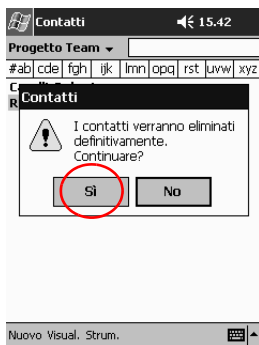 Contatti 15.42
Progetto Team
#ab cde fgh ijk lmn opq rst uvw xyz
Contatti
I contatti verranno eliminati
definitivamente.
Continuare?
Sì No
Nuovo Visual. Strum.